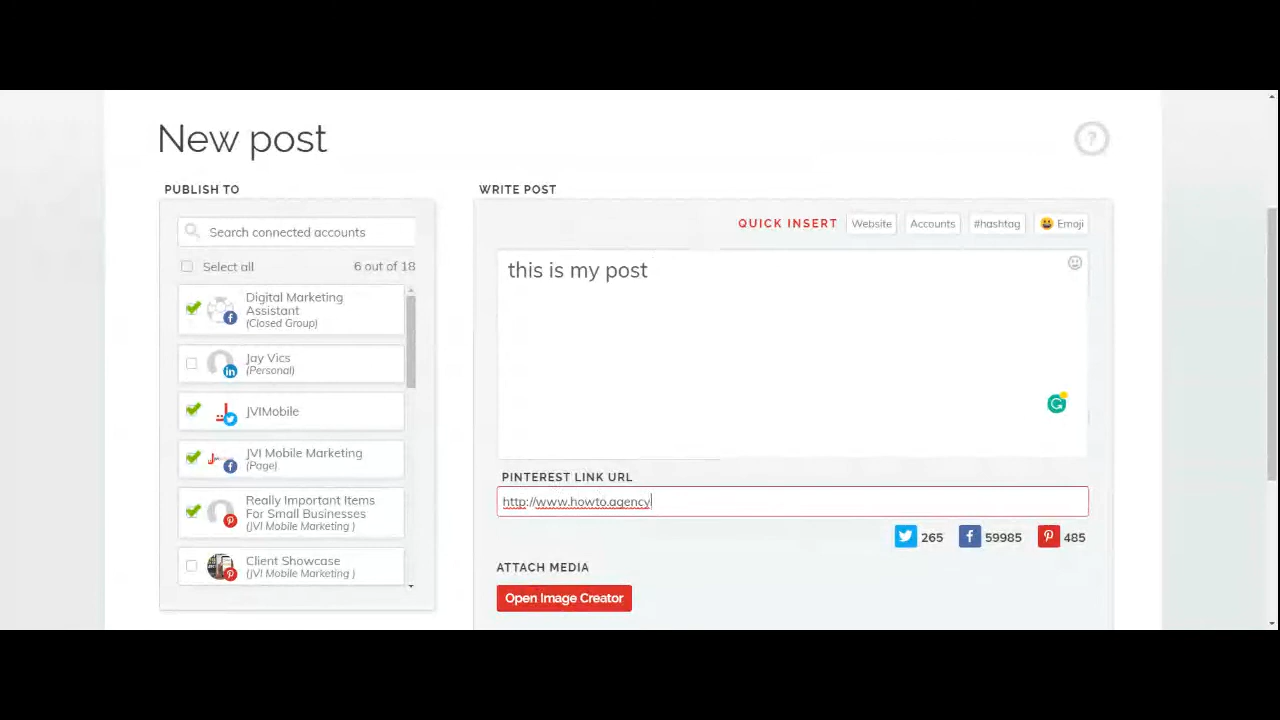 New post
?
PUBLISH TO
Search connected accounts
Select all
6 out of 18
Digital Marketing
Assistant
(Closed Group)
Jay Vics
(Personal)
JVIMobile
JVI Mobile Marketing
(Page)
Really Important Items
For Small Businesses
(JVI Mobile Marketing )
Client Showcase
(JVI Mobile Marketing )
WRITE POST
QUICK INSERT
Website
Accounts
#hashtag
Emoji
this is my post
PINTEREST LINK URL
http://www.howto.agency
265
59985
485
ATTACH MEDIA
Open Image Creator